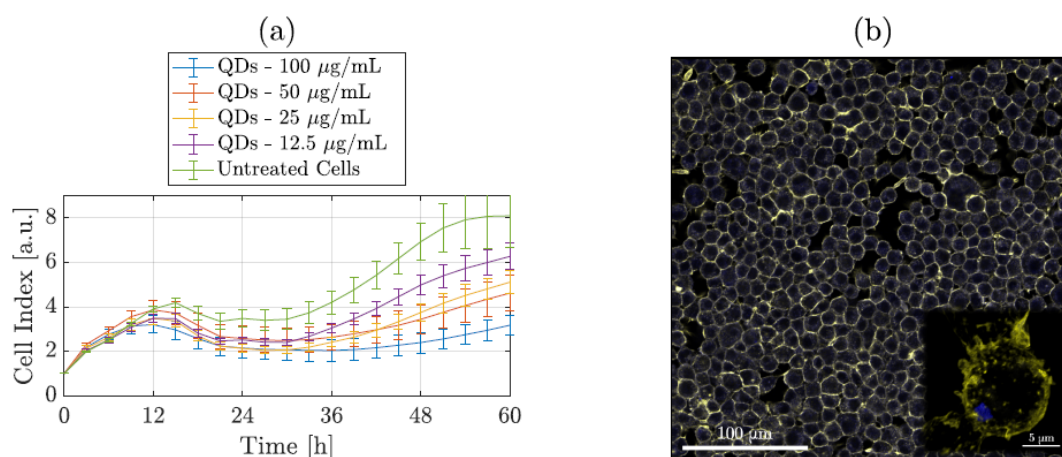 (a)
QDs - 100 μg/mL
QDs - 50 μg/mL
QDs - 25 μg/mL
QDs - 12.5 μg/mL
Untreated Cells
Cell Index [a.u.]
8
6
4
2
0
0 12 24 36 48 60
Time [h]
(b)
100 μm
5 μm